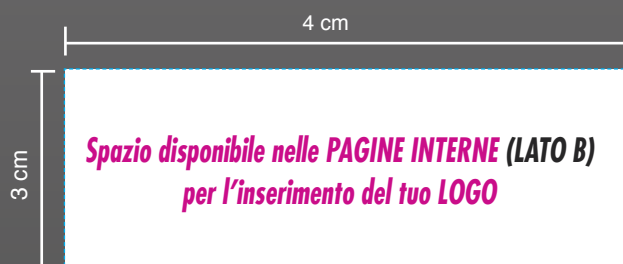 4 cm
3 cm
Spazio disponibile nelle PAGINE INTERNE (LATO B)
per l’inserimento del tuo LOGO